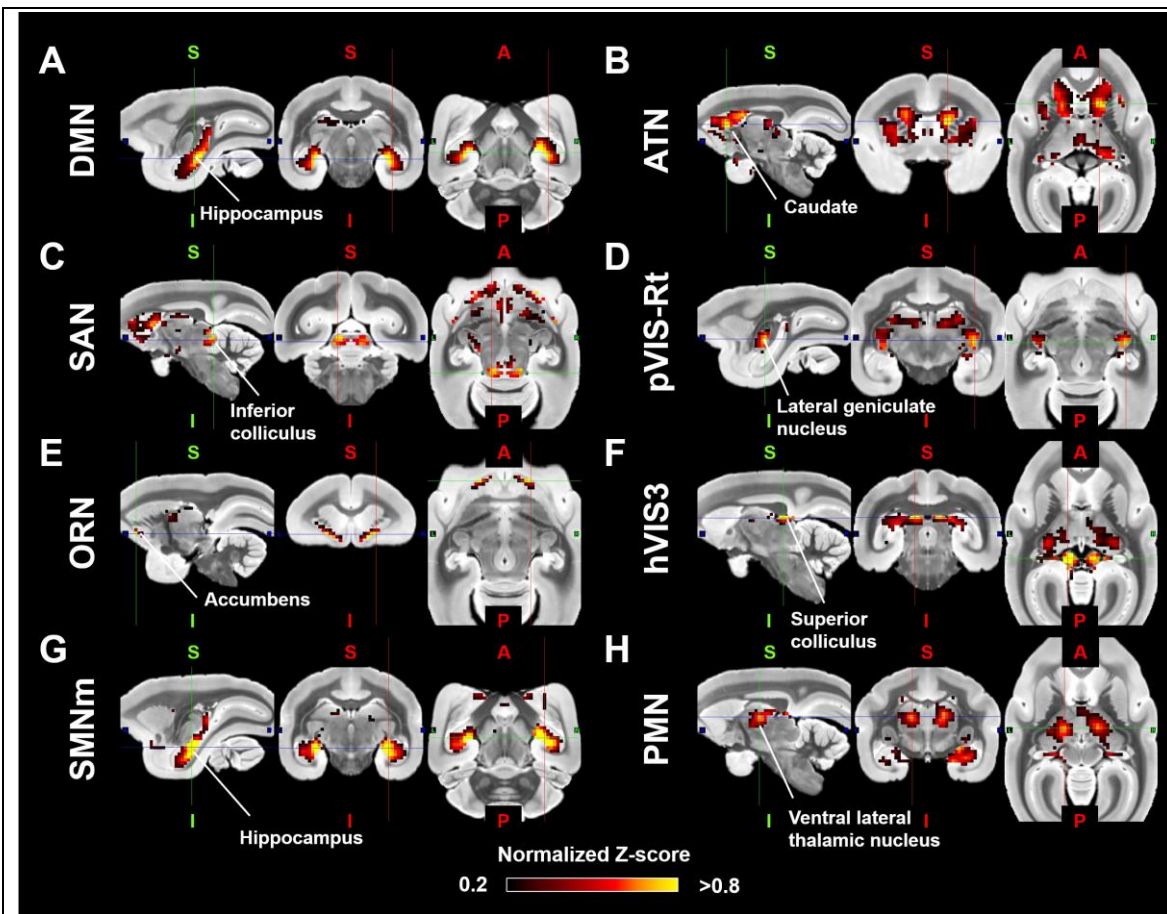 A
DMN
S
S
A
Hippocampus
I
I
P
B
ATN
S
S
A
Caudate
I
I
P
C
SAN
S
S
A
Inferior
colliculus
I
I
P
D
pVIS-Rt
S
S
A
Lateral geniculate
nucleus
I
I
P
E
ORN
S
S
A
Accumbens
I
I
P
F
hVIS3
S
S
A
Superior
colliculus
I
I
P
G
SMNm
S
S
A
Hippocampus
I
I
P
H
PMN
S
S
A
Ventral lateral
thalamic nucleus
I
I
P
Normalized Z-score
0.2 >0.8